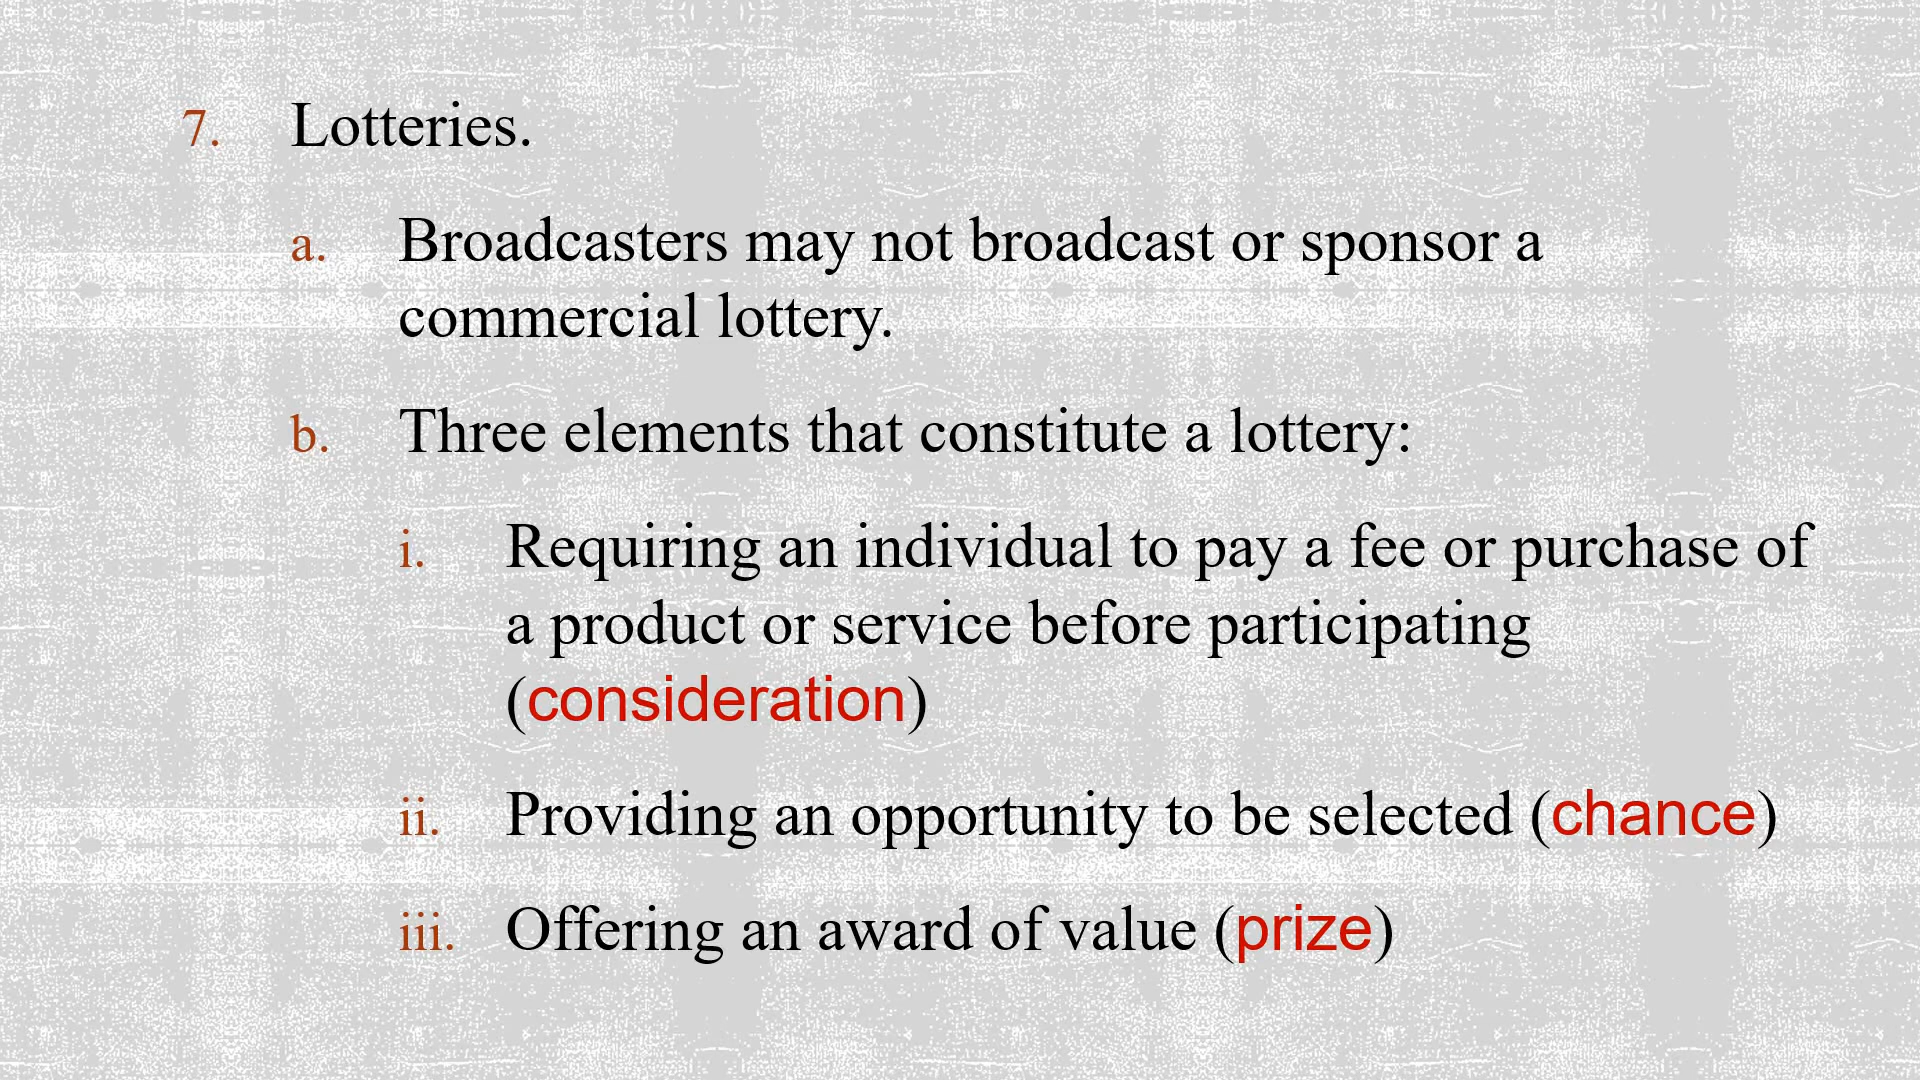 7. Lotteries.
a. Broadcasters may not broadcast or sponsor a
commercial lottery.
b. Three elements that constitute a lottery:
i. Requiring an individual to pay a fee or purchase of
a product or service before participating
(consideration)
ii. Providing an opportunity to be selected (chance)
iii. Offering an award of value (prize)